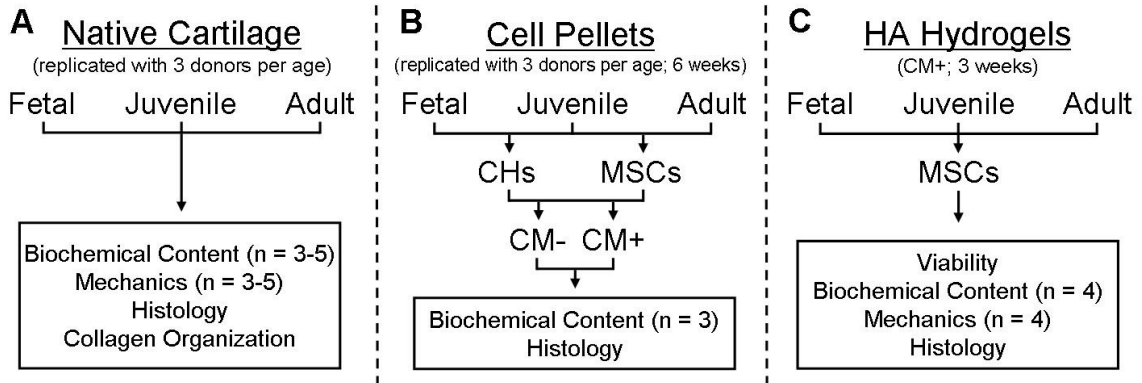 A
Native Cartilage
(replicated with 3 donors per age)
Fetal Juvenile Adult
Biochemical Content (n = 3-5)
Mechanics (n = 3-5)
Histology
Collagen Organization
B
Cell Pellets
(replicated with 3 donors per age; 6 weeks)
Fetal Juvenile Adult
CHs MSCs
CM- CM+
Biochemical Content (n = 3)
Histology
C
HA Hydrogels
(CM+; 3 weeks)
Fetal Juvenile Adult
MSCs
Viability
Biochemical Content (n = 4)
Mechanics (n = 4)
Histology